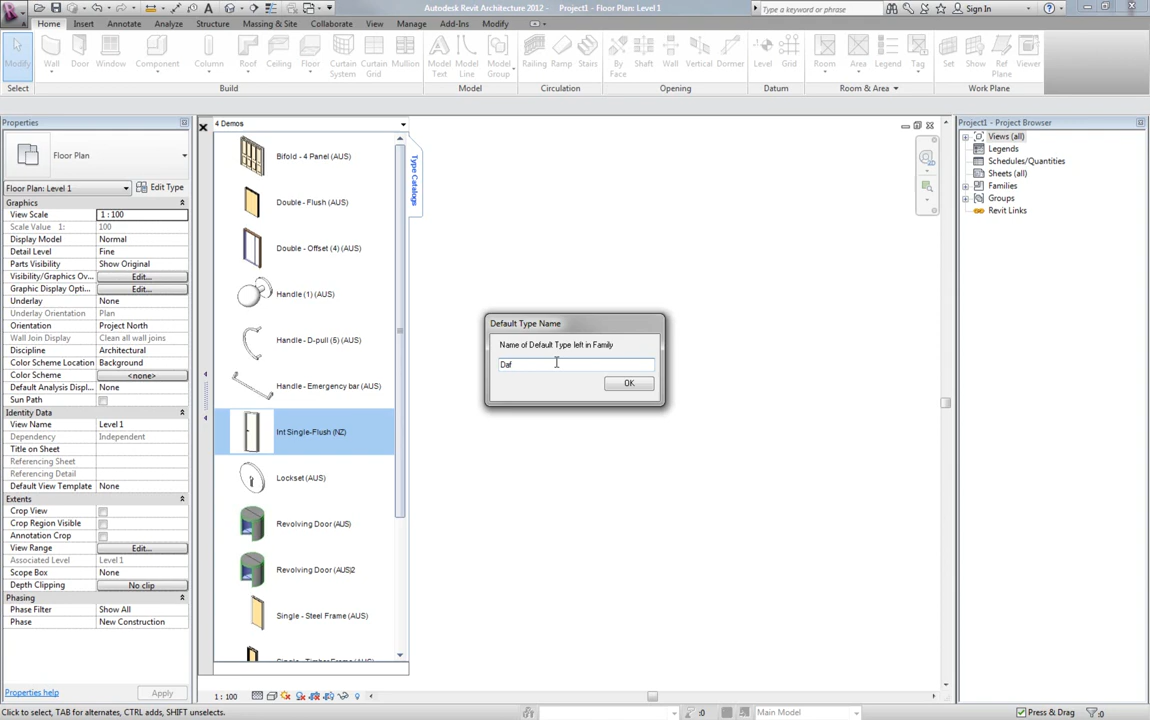 Autodesk Revit Architecture 2012 - Project1 - Floor Plan: Level 1
Type a keyword or phrase
Sign In
Home Insert Annotate Analyze Structure Massing & Site Collaborate View Manage Add-Ins Modify
Modify Wall Door Window Component Column Roof Ceiling Floor Curtain System Curtain Grid Mullion Model Text Model Line Model Group Railing Ramp Stairs By Face Shaft Wall Vertical Dormer Level Grid Room Area Legend Tag Set Show Ref Plane Viewer
Select Build Model Circulation Opening Datum Room & Area Work Plane
Properties
Floor Plan
Floor Plan: Level 1 Edit Type
Graphics
View Scale 1 : 100
Scale Value 1: 100
Display Model Normal
Detail Level Fine
Parts Visibility Show Original
Visibility/Graphics Ov... Edit...
Graphic Display Opti... Edit...
Underlay None
Underlay Orientation Plan
Orientation Project North
Wall Join Display Clean all wall joins
Discipline Architectural
Color Scheme Location Background
Color Scheme <none>
Default Analysis Displ... None
Sun Path
Identity Data
View Name Level 1
Dependency Independent
Title on Sheet
Referencing Sheet
Referencing Detail
Default View Template None
Extents
Crop View
Crop Region Visible
Annotation Crop
View Range Edit...
Associated Level Level 1
Scope Box None
Depth Clipping No clip
Phasing
Phase Filter Show All
Phase New Construction
Properties help Apply
4 Demos
Type Catalogs
Bifold - 4 Panel (AUS)
Double - Flush (AUS)
Double - Offset (4) (AUS)
Handle (1) (AUS)
Handle - D-pull (5) (AUS)
Handle - Emergency bar (AUS)
Int Single-Flush (NZ)
Lockset (AUS)
Revolving Door (AUS)
Revolving Door (AUS)2
Single - Steel Frame (AUS)
Single - Timber Frame (AUS)
Default Type Name
Name of Default Type left in Family
Daf
OK
Project1 - Project Browser
Views (all)
Legends
Schedules/Quantities
Sheets (all)
Families
Groups
Revit Links
1 : 100
Click to select, TAB for alternates, CTRL adds, SHIFT unselects.
:0
Main Model
Press & Drag
:0